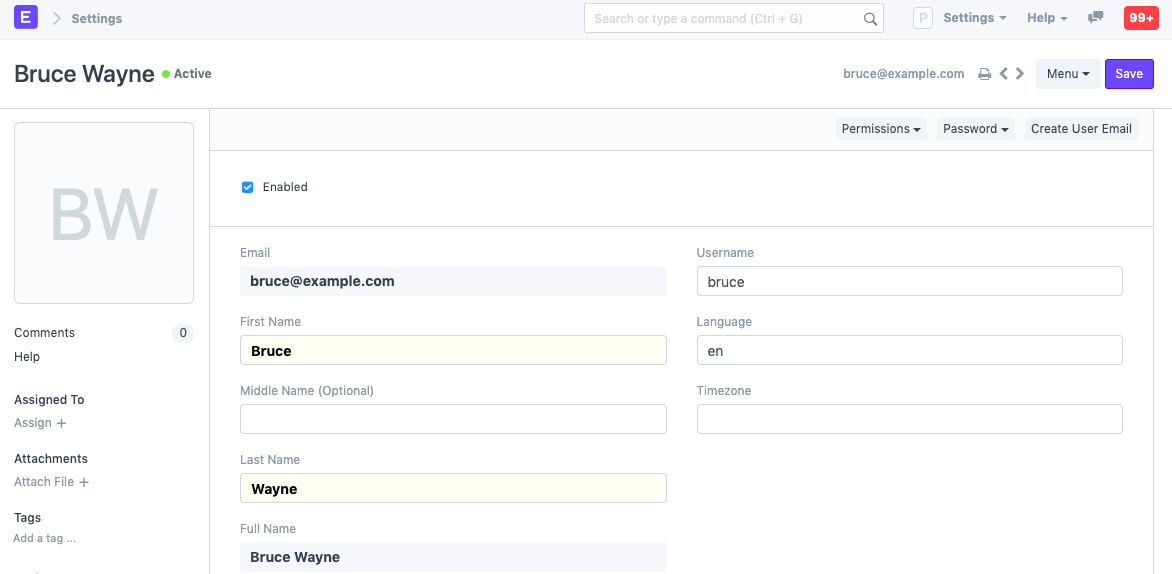 E Settings Search or type a command (Ctrl + G) P Settings Help 99+
Bruce Wayne Active bruce@example.com Menu Save
Permissions Password Create User Email
BW
Enabled
Email
bruce@example.com
Username
bruce
First Name
Bruce
Language
en
Middle Name (Optional)
Timezone
Last Name
Wayne
Full Name
Bruce Wayne
Comments 0
Help
Assigned To
Assign +
Attachments
Attach File +
Tags
Add a tag ...